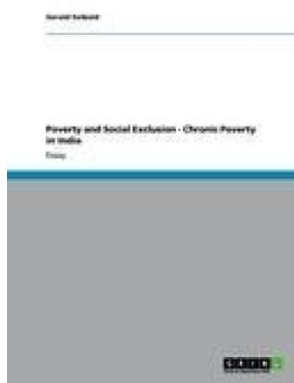 Poverty and Social Exclusion - Chronic Poverty
in India
Essay
GRIN